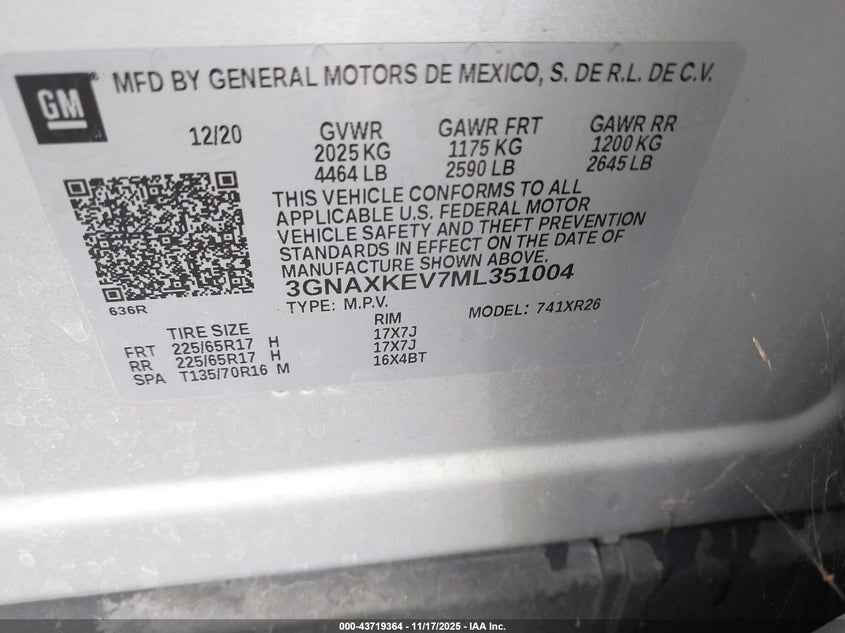 GM
MFD BY GENERAL MOTORS DE MEXICO, S. DE R.L. DE C.V.
12/20
GVWR
2025 KG
4464 LB
GAWR FRT
1175 KG
2590 LB
GAWR RR
1200 KG
2645 LB
THIS VEHICLE CONFORMS TO ALL
APPLICABLE U.S. FEDERAL MOTOR
VEHICLE SAFETY AND THEFT PREVENTION
STANDARDS IN EFFECT ON THE DATE OF
MANUFACTURE SHOWN ABOVE.
3GNAXKEV7ML351004
636R
TYPE: M.P.V.
MODEL: 741XR26
TIRE SIZE RIM
FRT 225/65R17 H 17X7J
RR 225/65R17 H 17X7J
SPA T135/70R16 M 16X4BT
000-43719364 - 11/17/2025 - IAA Inc.